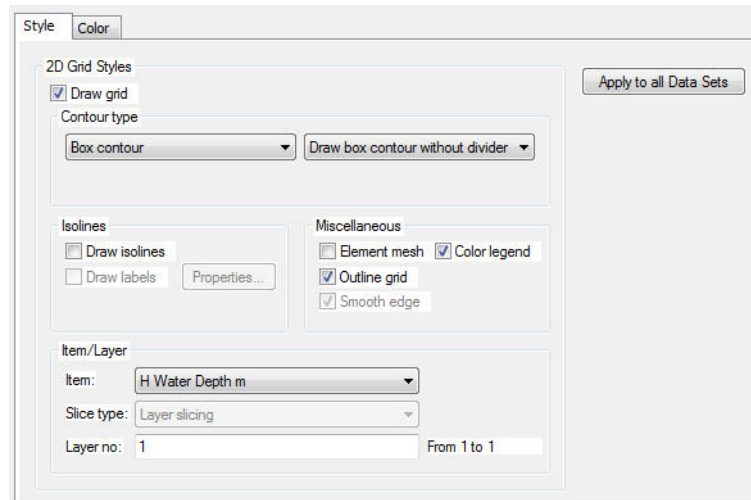 Style Color
2D Grid Styles
Draw grid
Apply to all Data Sets
Contour type
Box contour Draw box contour without divider
Isolines
Draw isolines
Draw labels Properties...
Miscellaneous
Element mesh Color legend
Outline grid
Smooth edge
Item/Layer
Item: H Water Depth m
Slice type: Layer slicing
Layer no: 1 From 1 to 1